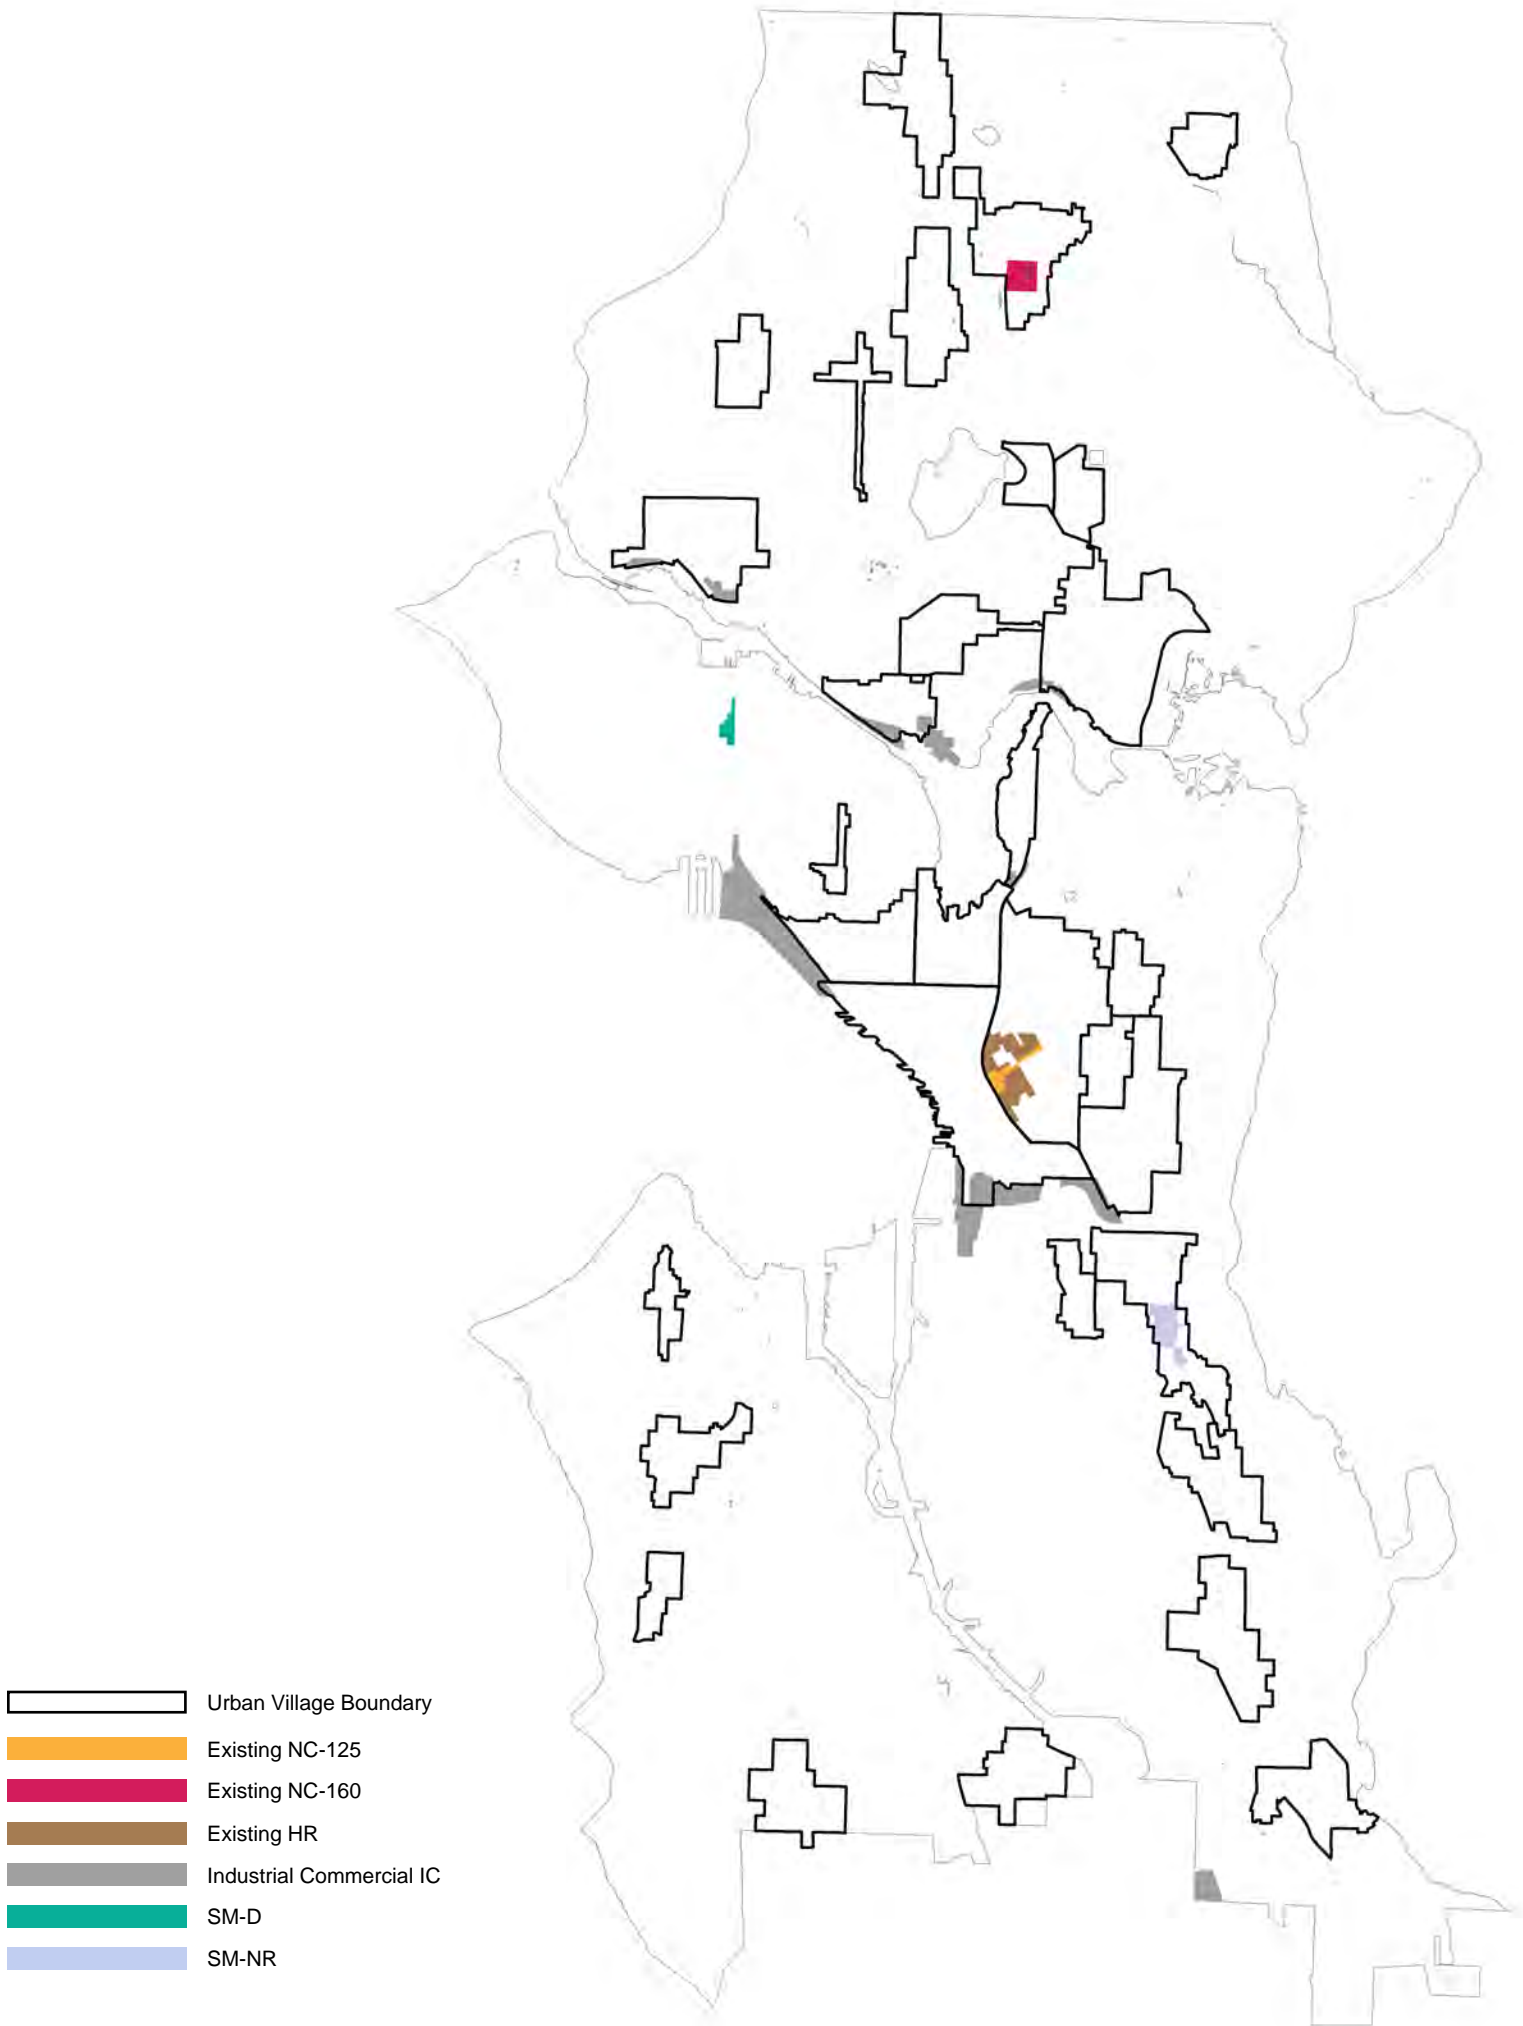 Urban Village Boundary
Existing NC-125
Existing NC-160
Existing HR
Industrial Commercial IC
SM-D
SM-NR